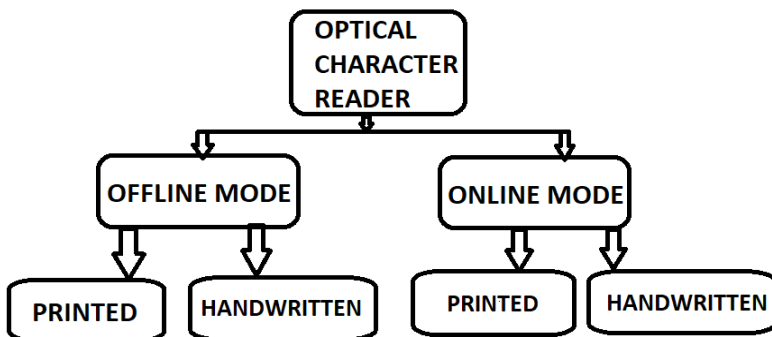 OPTICAL
CHARACTER
READER
OFFLINE MODE
ONLINE MODE
PRINTED
HANDWRITTEN
PRINTED
HANDWRITTEN